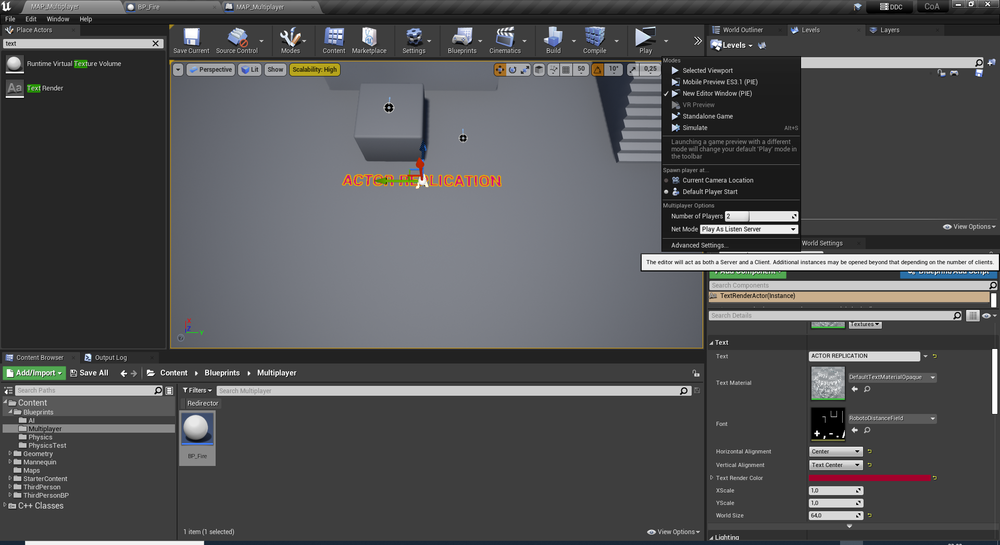 MAP_Multiplayer
BP_Fire
MAP_Multiplayer
DDC
CoA
File Edit Window Help
Place Actors
text
Runtime Virtual Texture Volume
Text Render
Save Current
Source Control
Modes
Content
Marketplace
Settings
Blueprints
Cinematics
Build
Compile
Play
Perspective
Lit
Show
Scalability: High
50
10°
0,25
ACTOR REPLICATION
X
Z
Y
Modes
Selected Viewport
Mobile Preview ES3.1 (PIE)
New Editor Window (PIE)
VR Preview
Standalone Game
Simulate Alt+S
Launching a game preview with a different
mode will change your default 'Play' mode in
the toolbar
Spawn player at...
Current Camera Location
Default Player Start
Multiplayer Options
Number of Players 2
Net Mode Play As Listen Server
Advanced Settings...
The editor will act as both a Server and a Client. Additional instances may be opened beyond that depending on the number of clients.
World Outliner
Levels
Layers
Levels
View Options
World Settings
Add Component
Blueprint/Add Script
Search Components
TextRenderActor(Instance)
Search Details
Textures
Text
Text ACTOR REPLICATION
Text Material DefaultTextMaterialOpaque
Font RobotoDistanceField
Horizontal Alignment Center
Vertical Alignment Text Center
Text Render Color
XScale 1,0
YScale 1,0
World Size 64,0
Lighting
Content Browser
Output Log
Add/Import
Save All
Content Blueprints Multiplayer
Search Paths
Filters
Search Multiplayer
Redirector
Content
Blueprints
AI
Multiplayer
Physics
PhysicsTest
Geometry
Mannequin
Maps
StarterContent
ThirdPerson
ThirdPersonBP
C++ Classes
BP_Fire
1 item (1 selected)
View Options